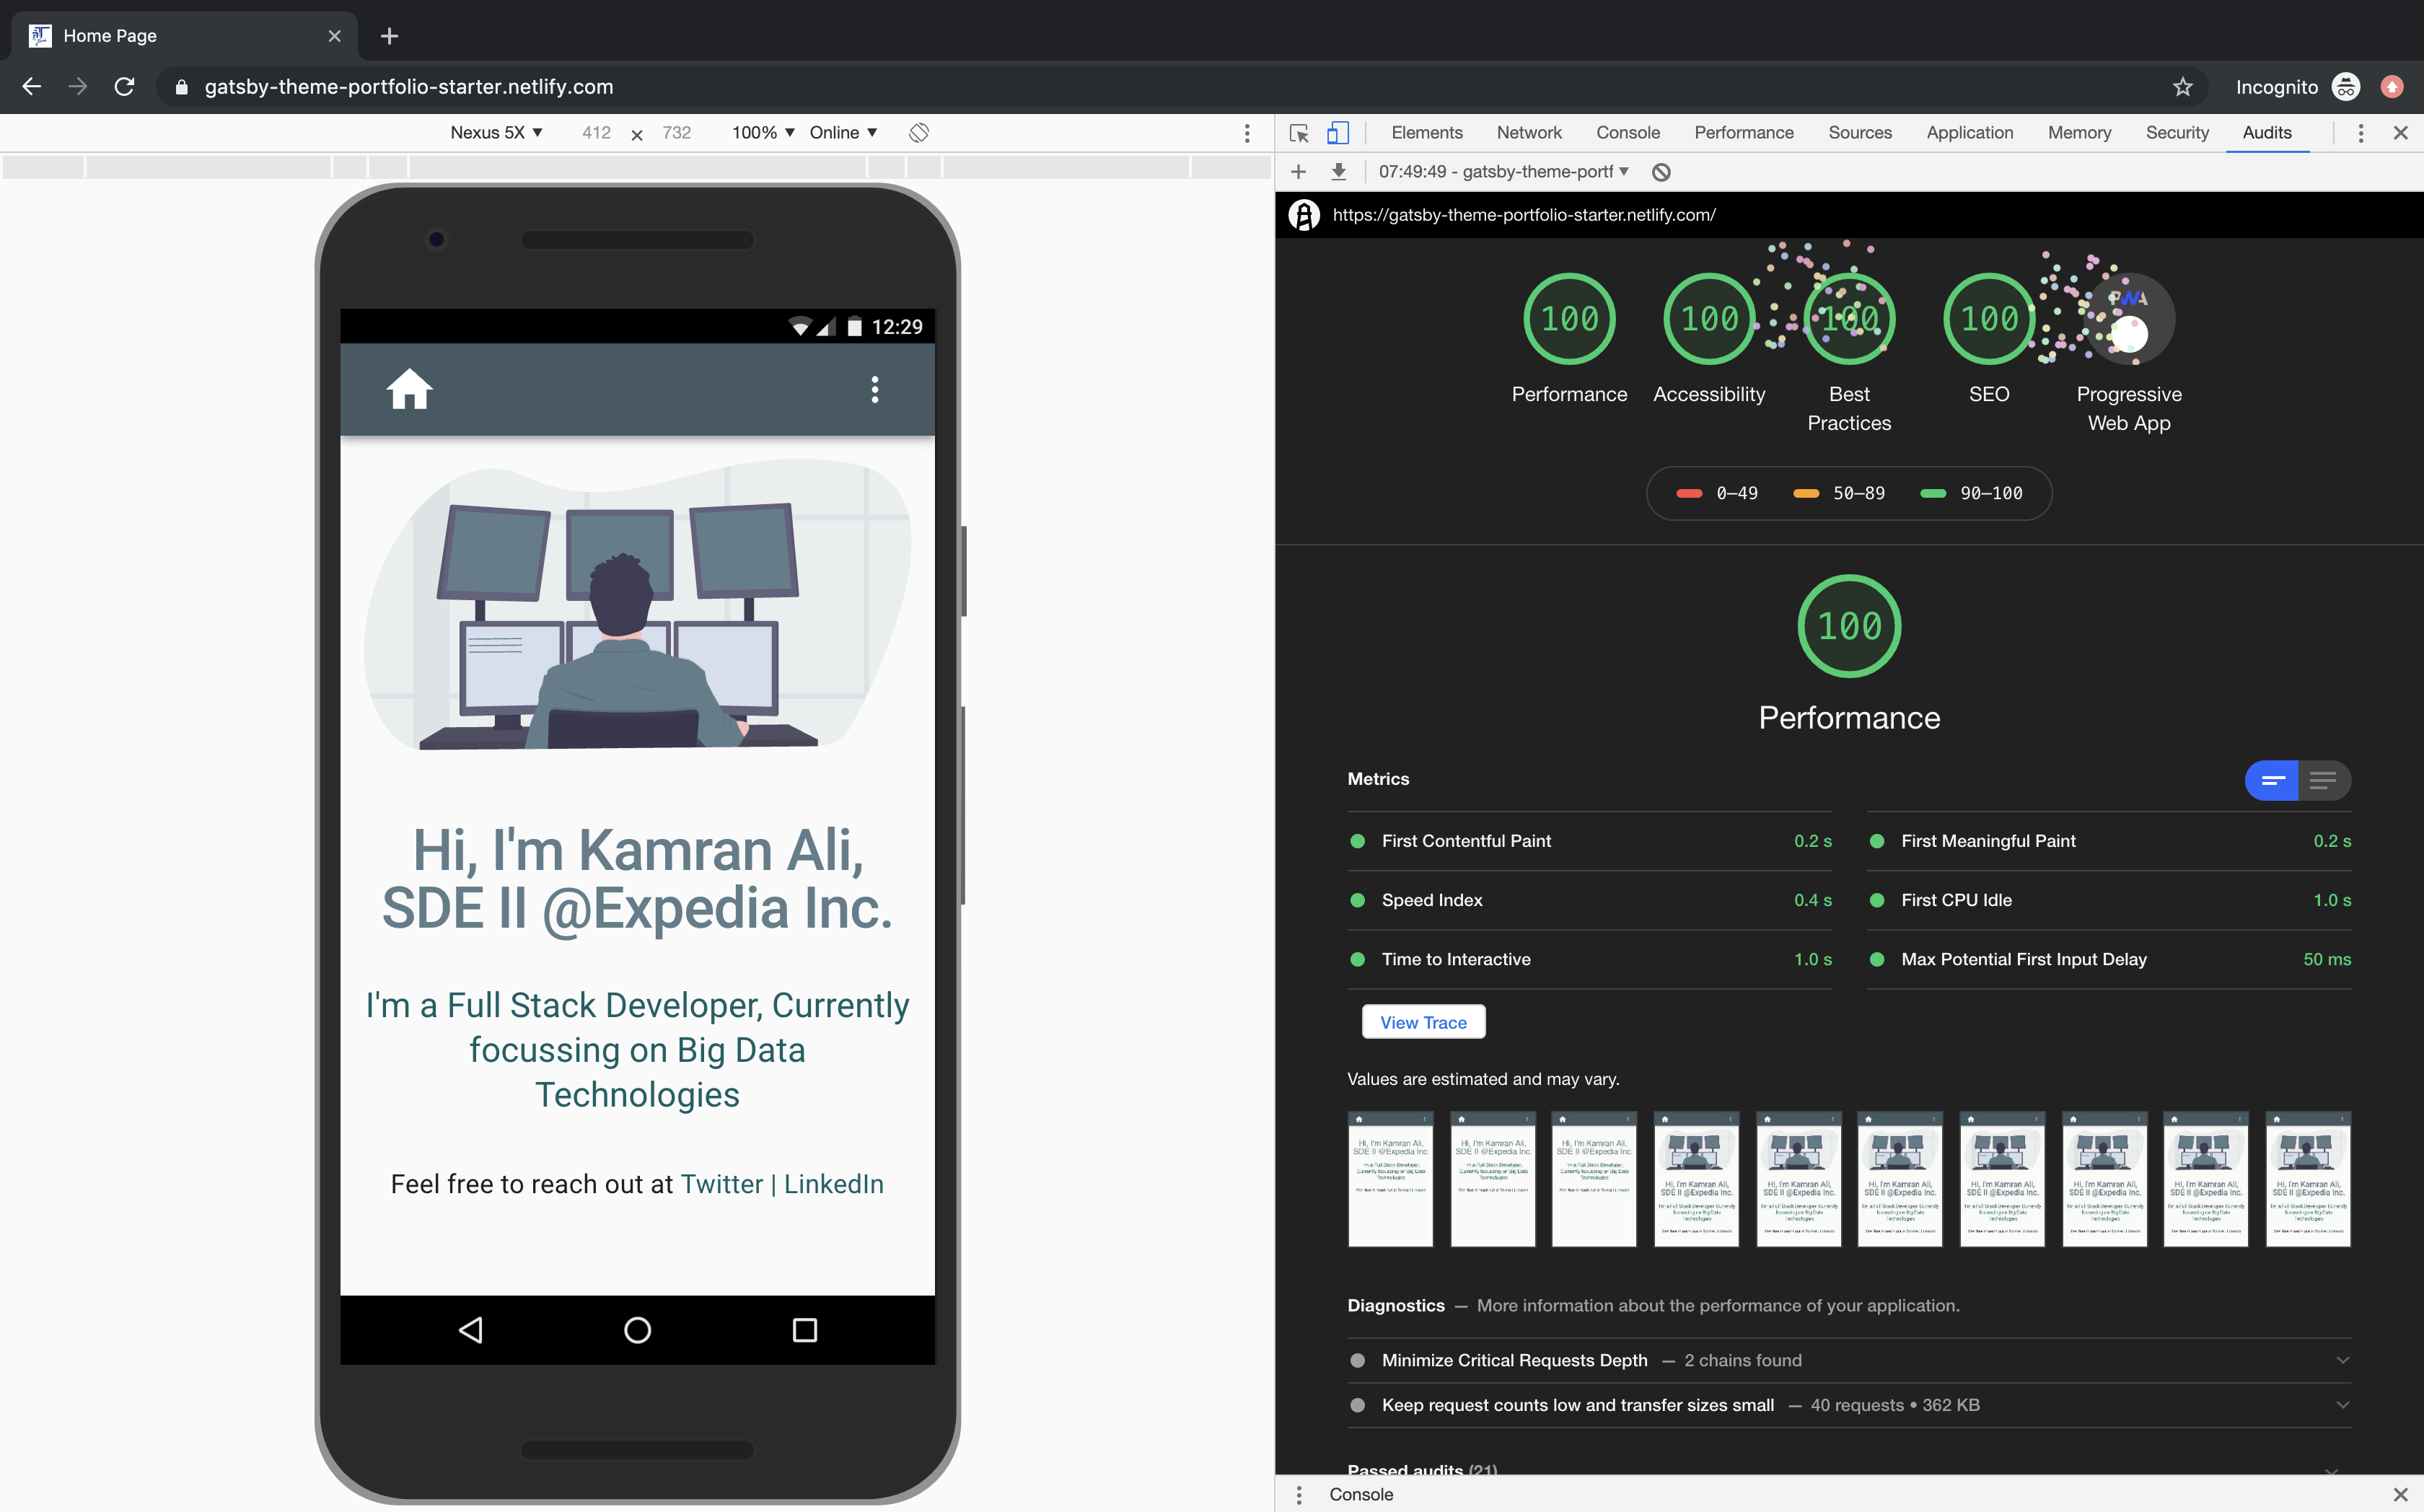 Home Page
gatsby-theme-portfolio-starter.netlify.com
Incognito
Nexus 5X 412 732 100% Online
Elements Network Console Performance Sources Application Memory Security Audits
07:49:49 - gatsby-theme-portf
https://gatsby-theme-portfolio-starter.netlify.com/
12:29
Hi, I'm Kamran Ali,
SDE II @Expedia Inc.
I'm a Full Stack Developer, Currently
focussing on Big Data
Technologies
Feel free to reach out at Twitter | LinkedIn
100 100 100 100 PWA
Performance Accessibility Best Practices SEO Progressive Web App
0–49 50–89 90–100
100
Performance
Metrics
First Contentful Paint 0.2 s
First Meaningful Paint 0.2 s
Speed Index 0.4 s
First CPU Idle 1.0 s
Time to Interactive 1.0 s
Max Potential First Input Delay 50 ms
View Trace
Values are estimated and may vary.
Hi, I'm Kamran Ali,
SDE II @Expedia Inc.
Diagnostics — More information about the performance of your application.
Minimize Critical Requests Depth — 2 chains found
Keep request counts low and transfer sizes small — 40 requests • 362 KB
Passed audits (21)
Console